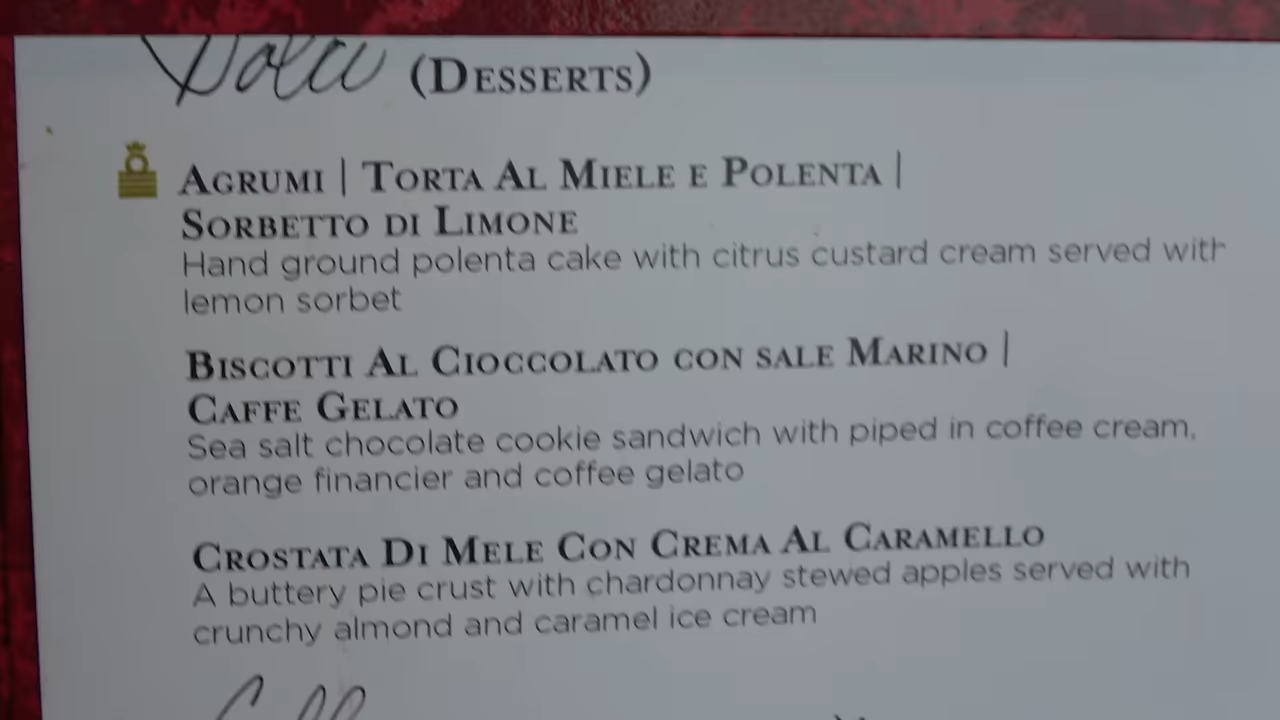 Dolci (DESSERTS)
AGRUMI | TORTA AL MIELE E POLENTA |
SORBETTO DI LIMONE
Hand ground polenta cake with citrus custard cream served with
lemon sorbet
BISCOTTI AL CIOCCOLATO CON SALE MARINO |
CAFFE GELATO
Sea salt chocolate cookie sandwich with piped in coffee cream,
orange financier and coffee gelato
CROSTATA DI MELE CON CREMA AL CARAMELLO
A buttery pie crust with chardonnay stewed apples served with
crunchy almond and caramel ice cream